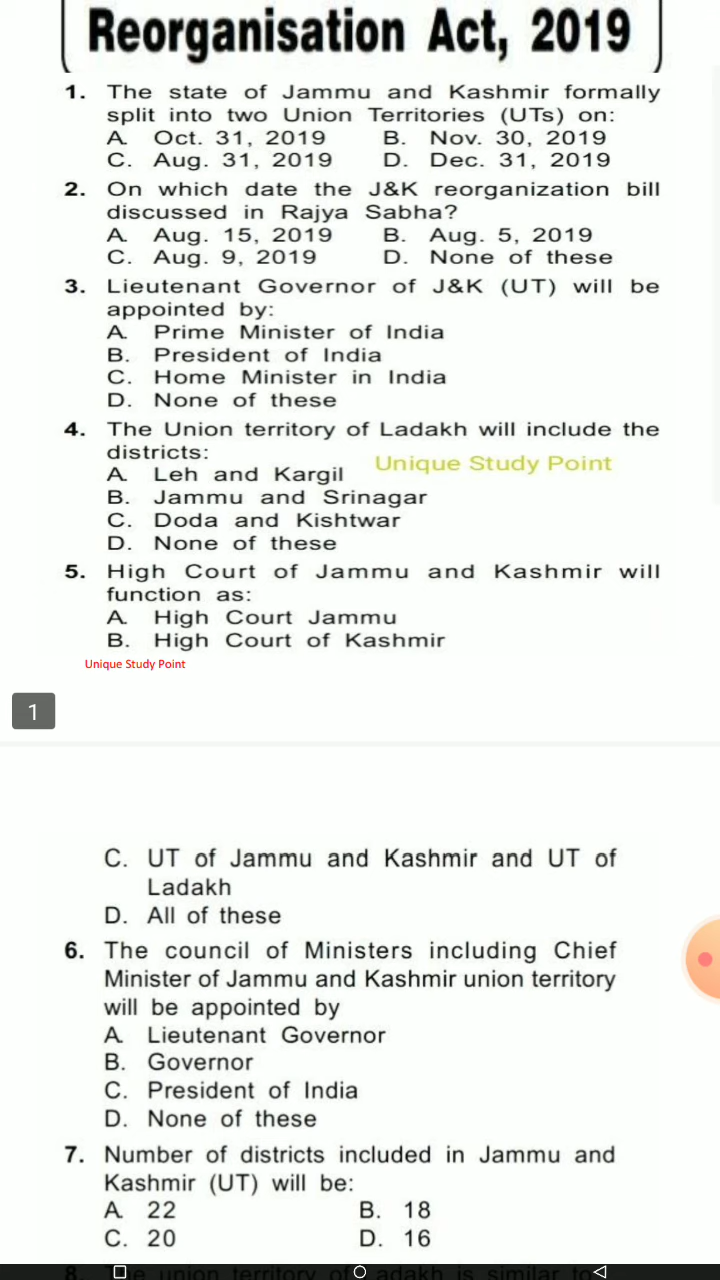 Reorganisation Act, 2019
1. The state of Jammu and Kashmir formally
split into two Union Territories (UTs) on:
A. Oct. 31, 2019 B. Nov. 30, 2019
C. Aug. 31, 2019 D. Dec. 31, 2019
2. On which date the J&K reorganization bill
discussed in Rajya Sabha?
A. Aug. 15, 2019 B. Aug. 5, 2019
C. Aug. 9, 2019 D. None of these
3. Lieutenant Governor of J&K (UT) will be
appointed by:
A. Prime Minister of India
B. President of India
C. Home Minister in India
D. None of these
4. The Union territory of Ladakh will include the
districts:
Unique Study Point
A. Leh and Kargil
B. Jammu and Srinagar
C. Doda and Kishtwar
D. None of these
5. High Court of Jammu and Kashmir will
function as:
A. High Court Jammu
B. High Court of Kashmir
Unique Study Point
1
C. UT of Jammu and Kashmir and UT of
Ladakh
D. All of these
6. The council of Ministers including Chief
Minister of Jammu and Kashmir union territory
will be appointed by
A. Lieutenant Governor
B. Governor
C. President of India
D. None of these
7. Number of districts included in Jammu and
Kashmir (UT) will be:
A. 22 B. 18
C. 20 D. 16
8. union territory of adakh is similar